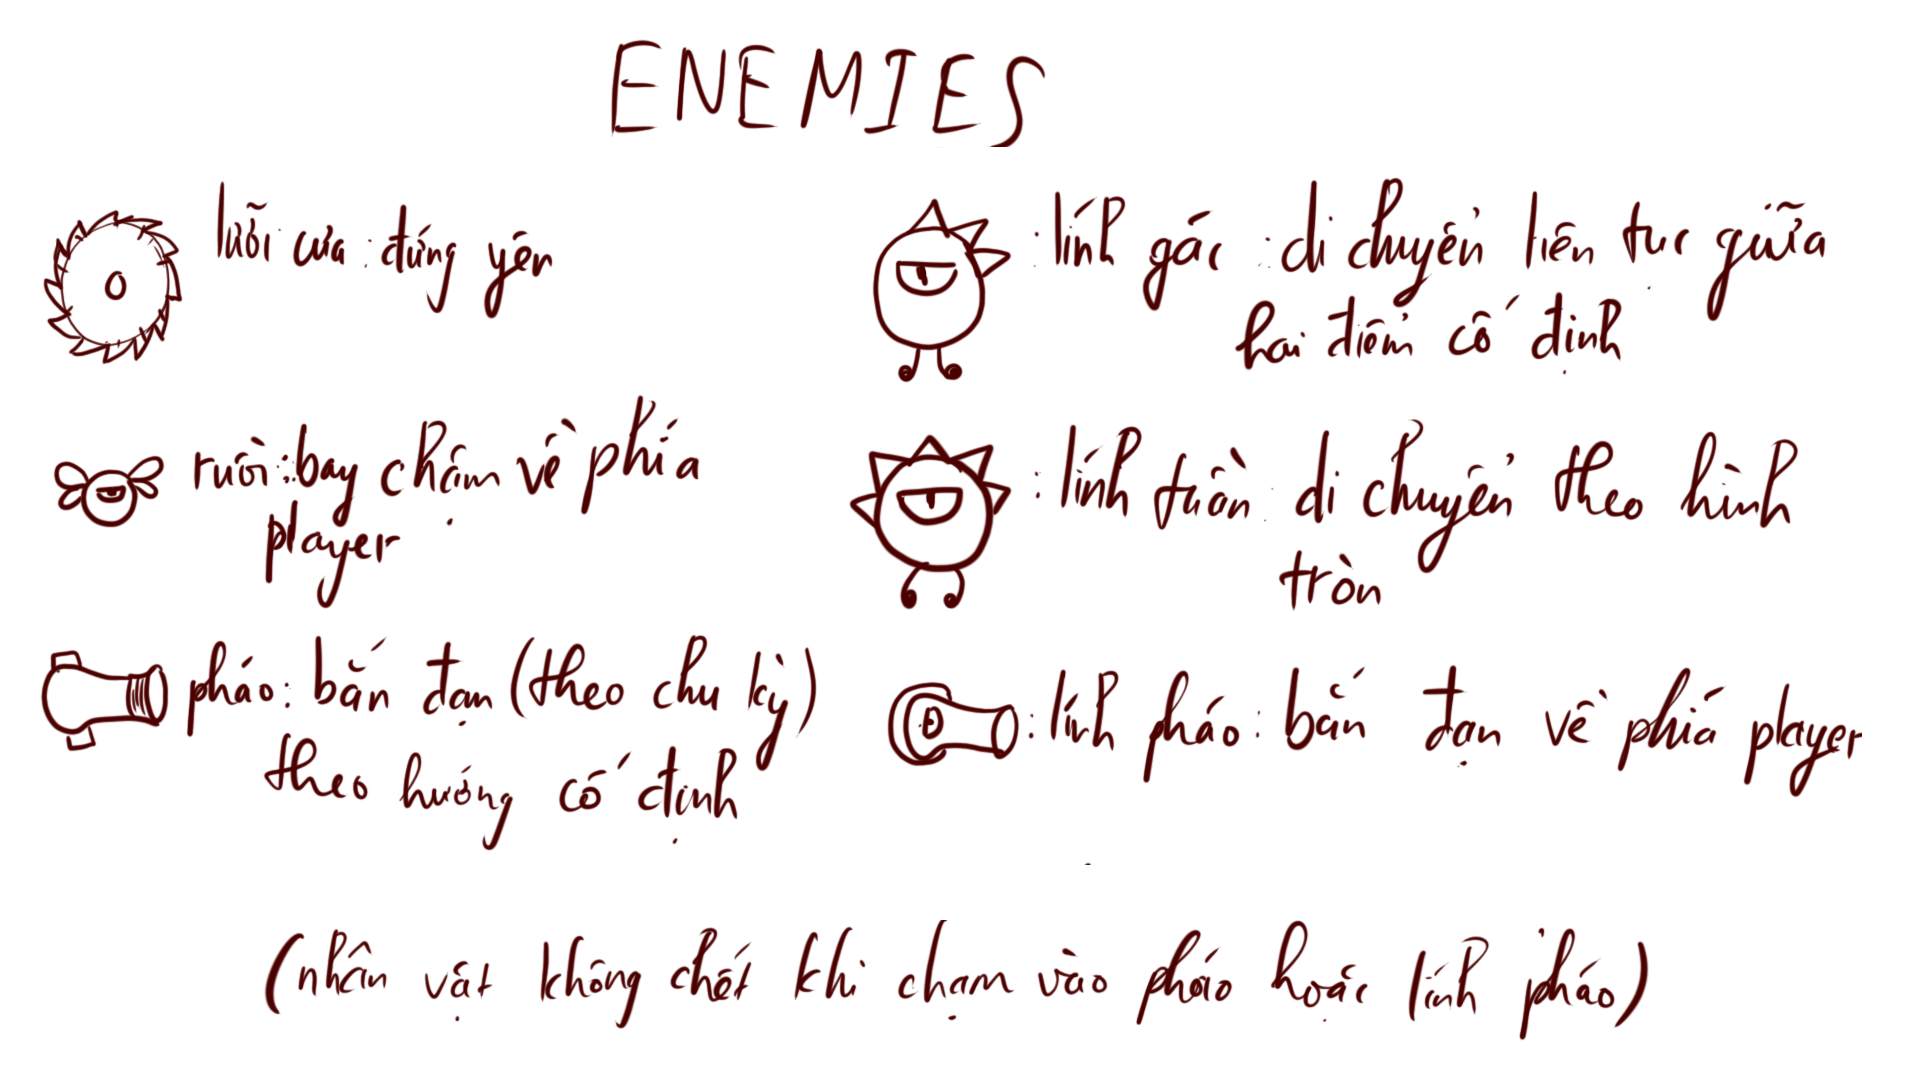 ENEMIES
lưỡi cưa : đứng yên
: lính gác : di chuyển liên tục giữa
hai điểm cố định
ruồi : bay chậm về phía
player
: lính tuần : di chuyển theo hình
tròn
pháo : bắn đạn (theo chu kỳ)
theo hướng cố định
: lính pháo : bắn đạn về phía player
(nhân vật không chết khi chạm vào pháo hoặc lính pháo)